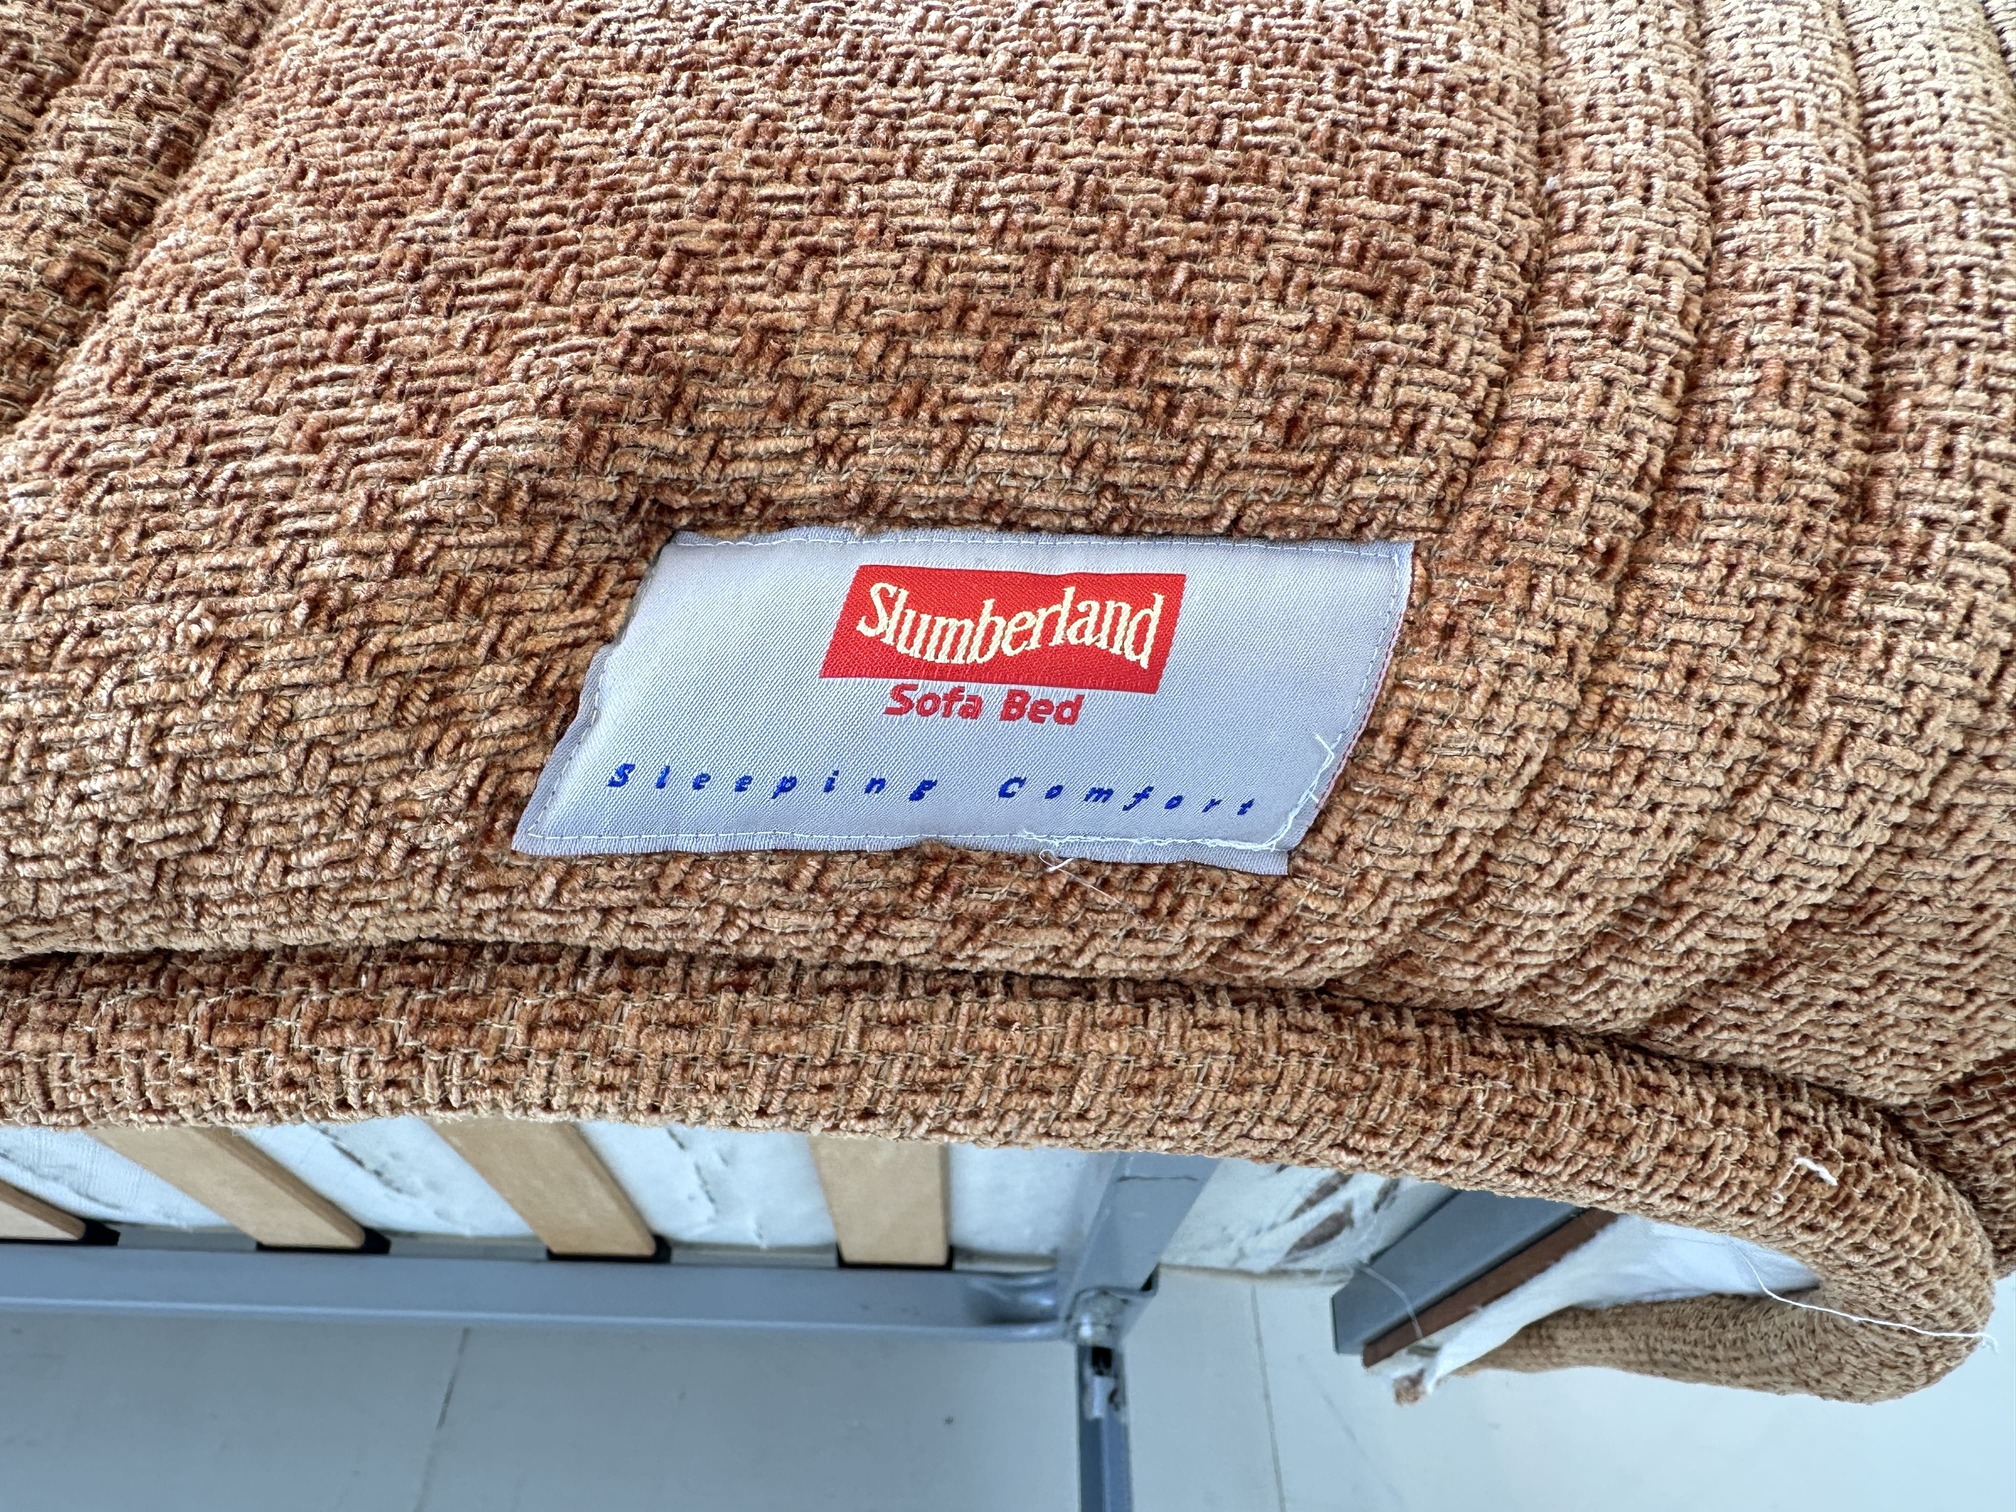 Slumberland
Sofa Bed
Sleeping Comfort